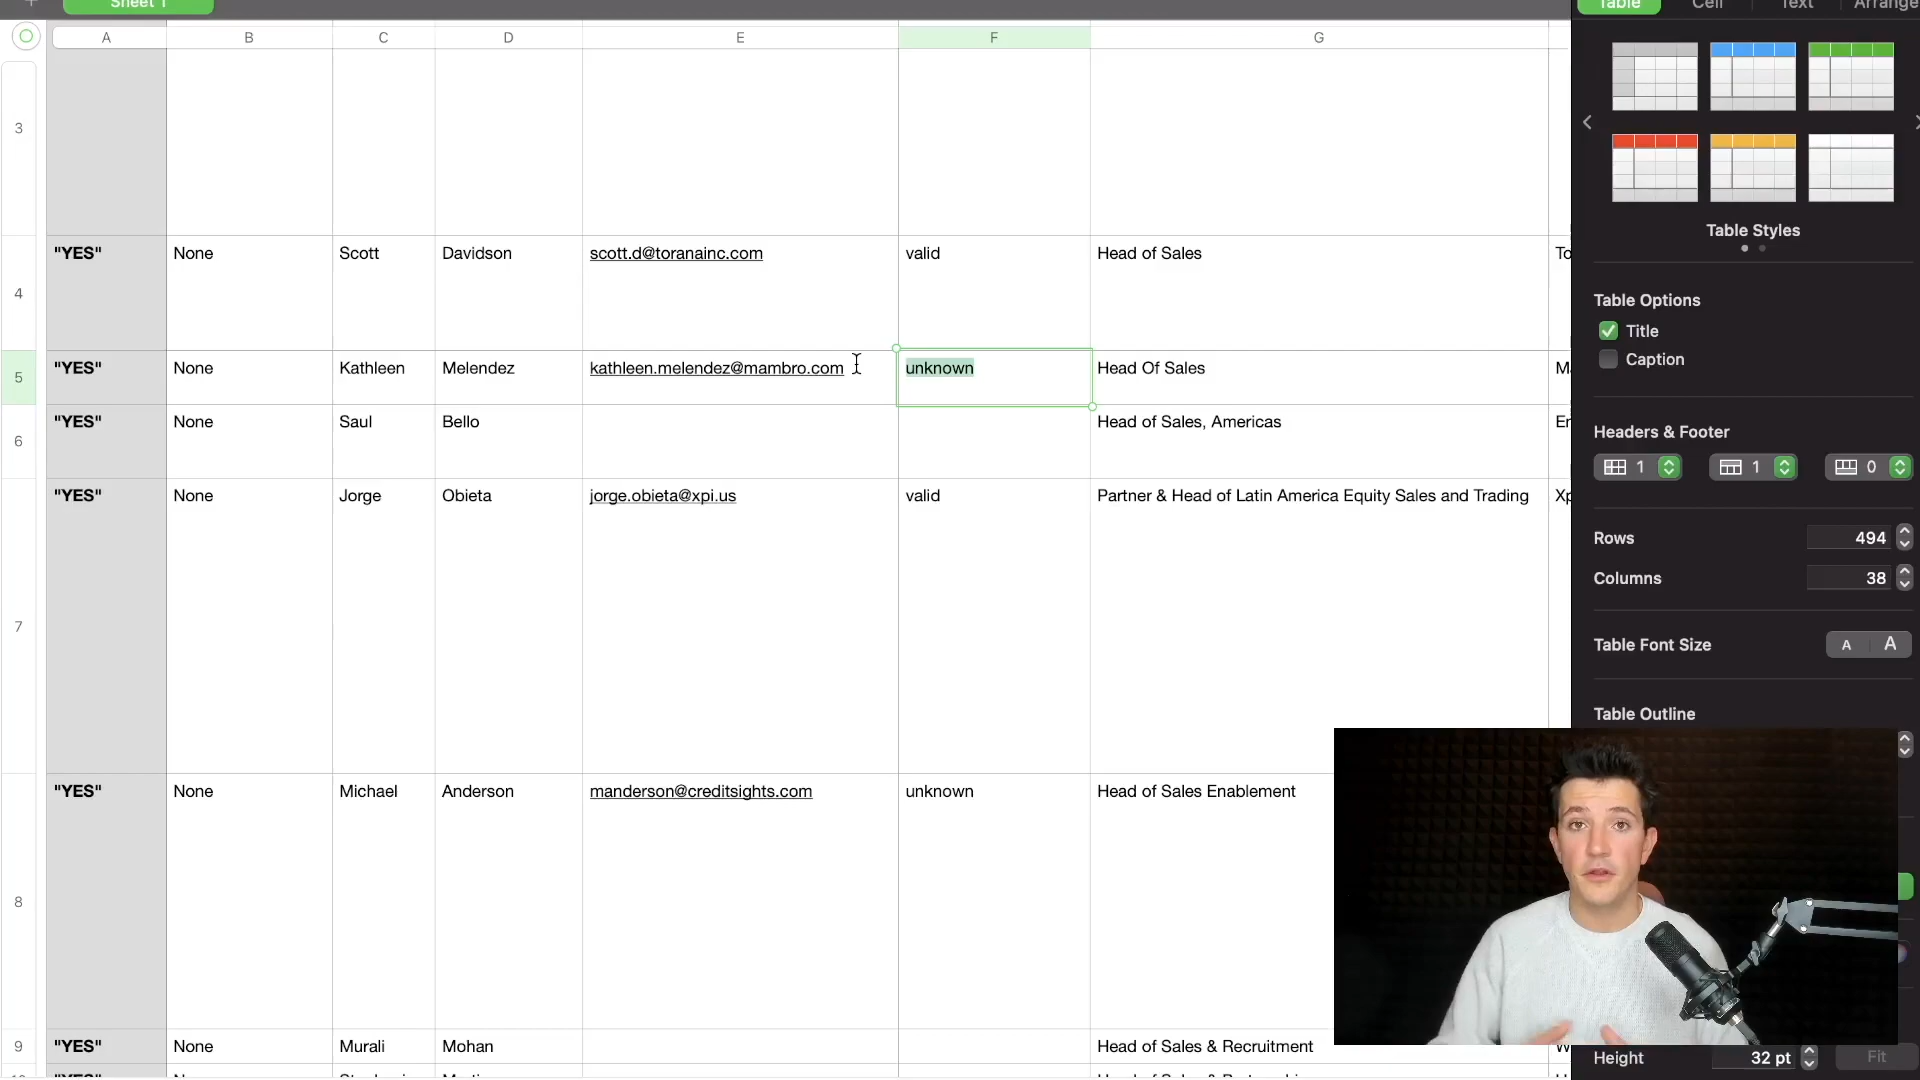 Sheet 1
Table Cell Text Arrange
A B C D E F G
3
4 "YES" None Scott Davidson scott.d@toranainc.com valid Head of Sales To
5 "YES" None Kathleen Melendez kathleen.melendez@mambro.com unknown Head Of Sales
6 "YES" None Saul Bello Head of Sales, Americas
7 "YES" None Jorge Obieta jorge.obieta@xpi.us valid Partner & Head of Latin America Equity Sales and Trading Xp
8 "YES" None Michael Anderson manderson@creditsights.com unknown Head of Sales Enablement
9 "YES" None Murali Mohan Head of Sales & Recruitment
Table Styles
Table Options
Title
Caption
Headers & Footer
1 1 0
Rows 494
Columns 38
Table Font Size A A
Table Outline
Height 32 pt Fit